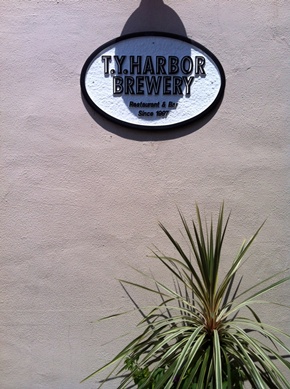 T.Y.HARBOR
BREWERY
Restaurant & Bar
Since 1997